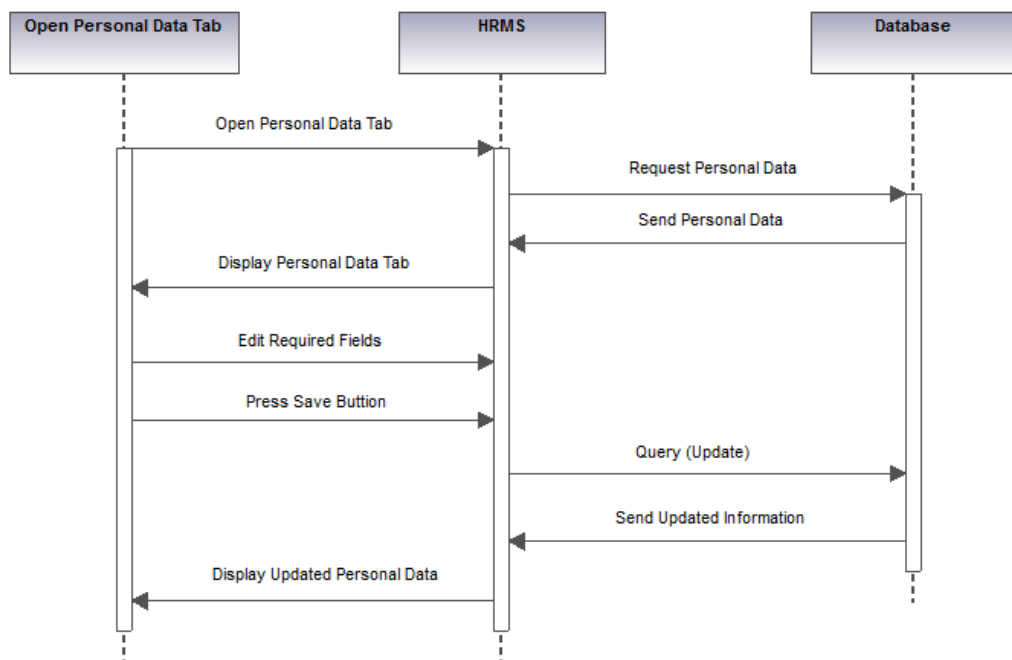 Open Personal Data Tab
HRMS
Database
Open Personal Data Tab
Request Personal Data
Send Personal Data
Display Personal Data Tab
Edit Required Fields
Press Save Button
Query (Update)
Send Updated Information
Display Updated Personal Data